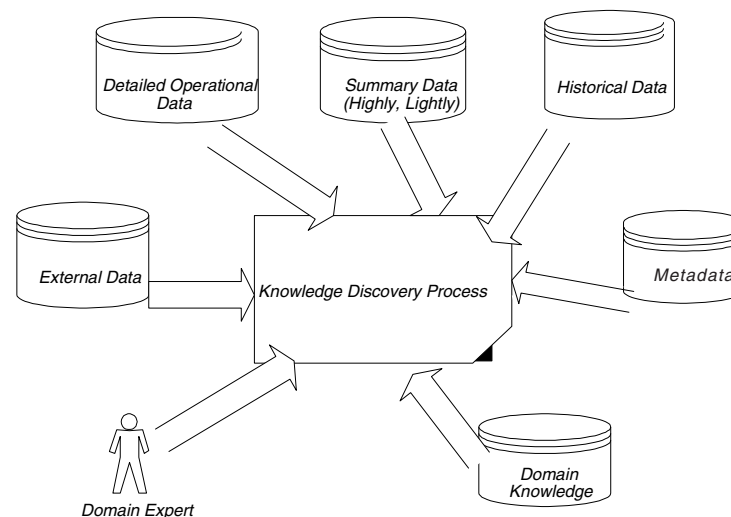 Detailed Operational
Data
Summary Data
(Highly, Lightly)
Historical Data
External Data
Knowledge Discovery Process
Metadata
Domain Expert
Domain
Knowledge